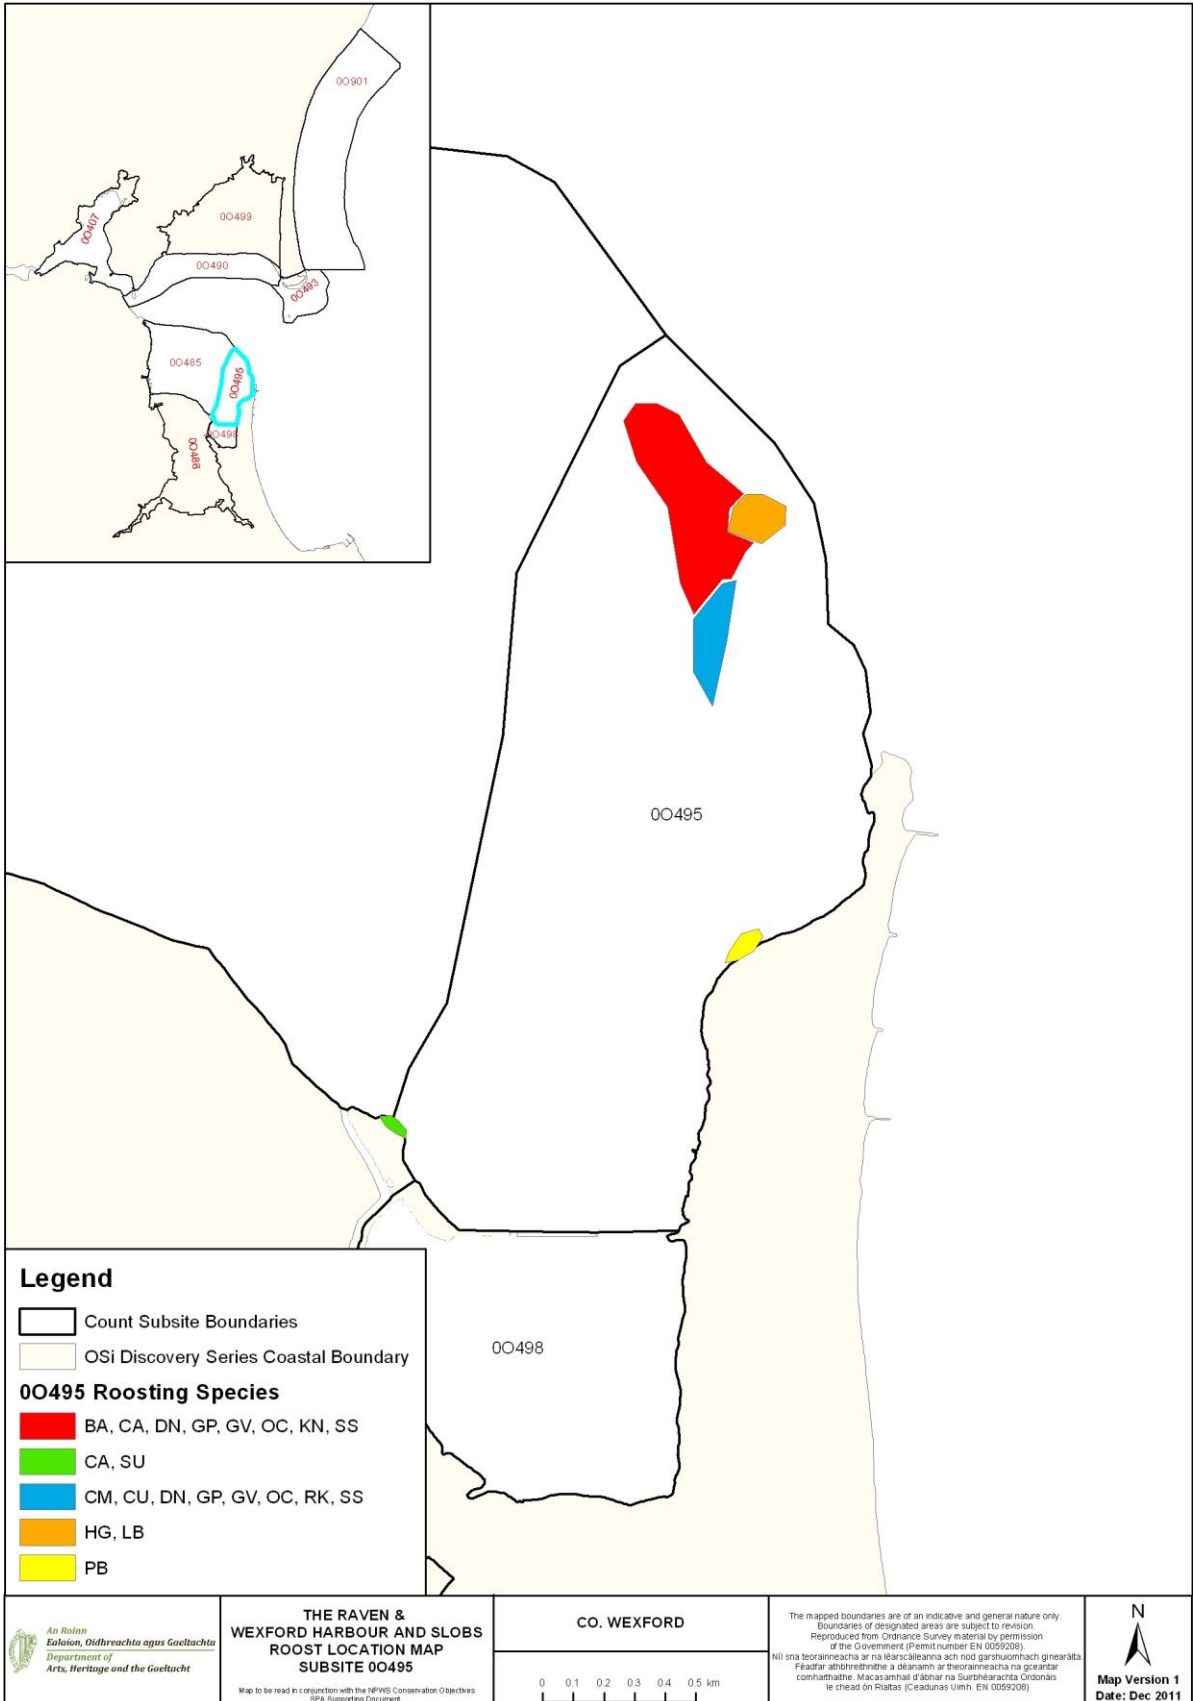 0O901
0O407
0O499
0O490
0O493
0O485
0O495
0O498
0O486
0O495
0O498
Legend
Count Subsite Boundaries
OSi Discovery Series Coastal Boundary
0O495 Roosting Species
BA, CA, DN, GP, GV, OC, KN, SS
CA, SU
CM, CU, DN, GP, GV, OC, RK, SS
HG, LB
PB
An Roinn
Ealaíon, Oidhreachta agus Gaeltachta
Department of
Arts, Heritage and the Gaeltacht
THE RAVEN &
WEXFORD HARBOUR AND SLOBS
ROOST LOCATION MAP
SUBSITE 0O495
Map to be read in conjunction with the NPWS Conservation Objectives
SPA Supporting Document
CO. WEXFORD
0 0.1 0.2 0.3 0.4 0.5 km
The mapped boundaries are of an indicative and general nature only.
Boundaries of designated areas are subject to revision.
Reproduced from Ordnance Survey material by permission
of the Government (Permit number EN 0059208).
Níl sna teorainneacha ar na léarscáileanna ach nod garshuiomhach ginearálta.
Féadfar athbhreithnithe a déanamh ar theorainneacha na gceantar
comharthaithe. Macasamhail d'ábhar na Suirbhéarachta Ordonáis
le chead ón Rialtas (Ceadunas Uimh. EN 0059208)
N
Map Version 1
Date: Dec 2011